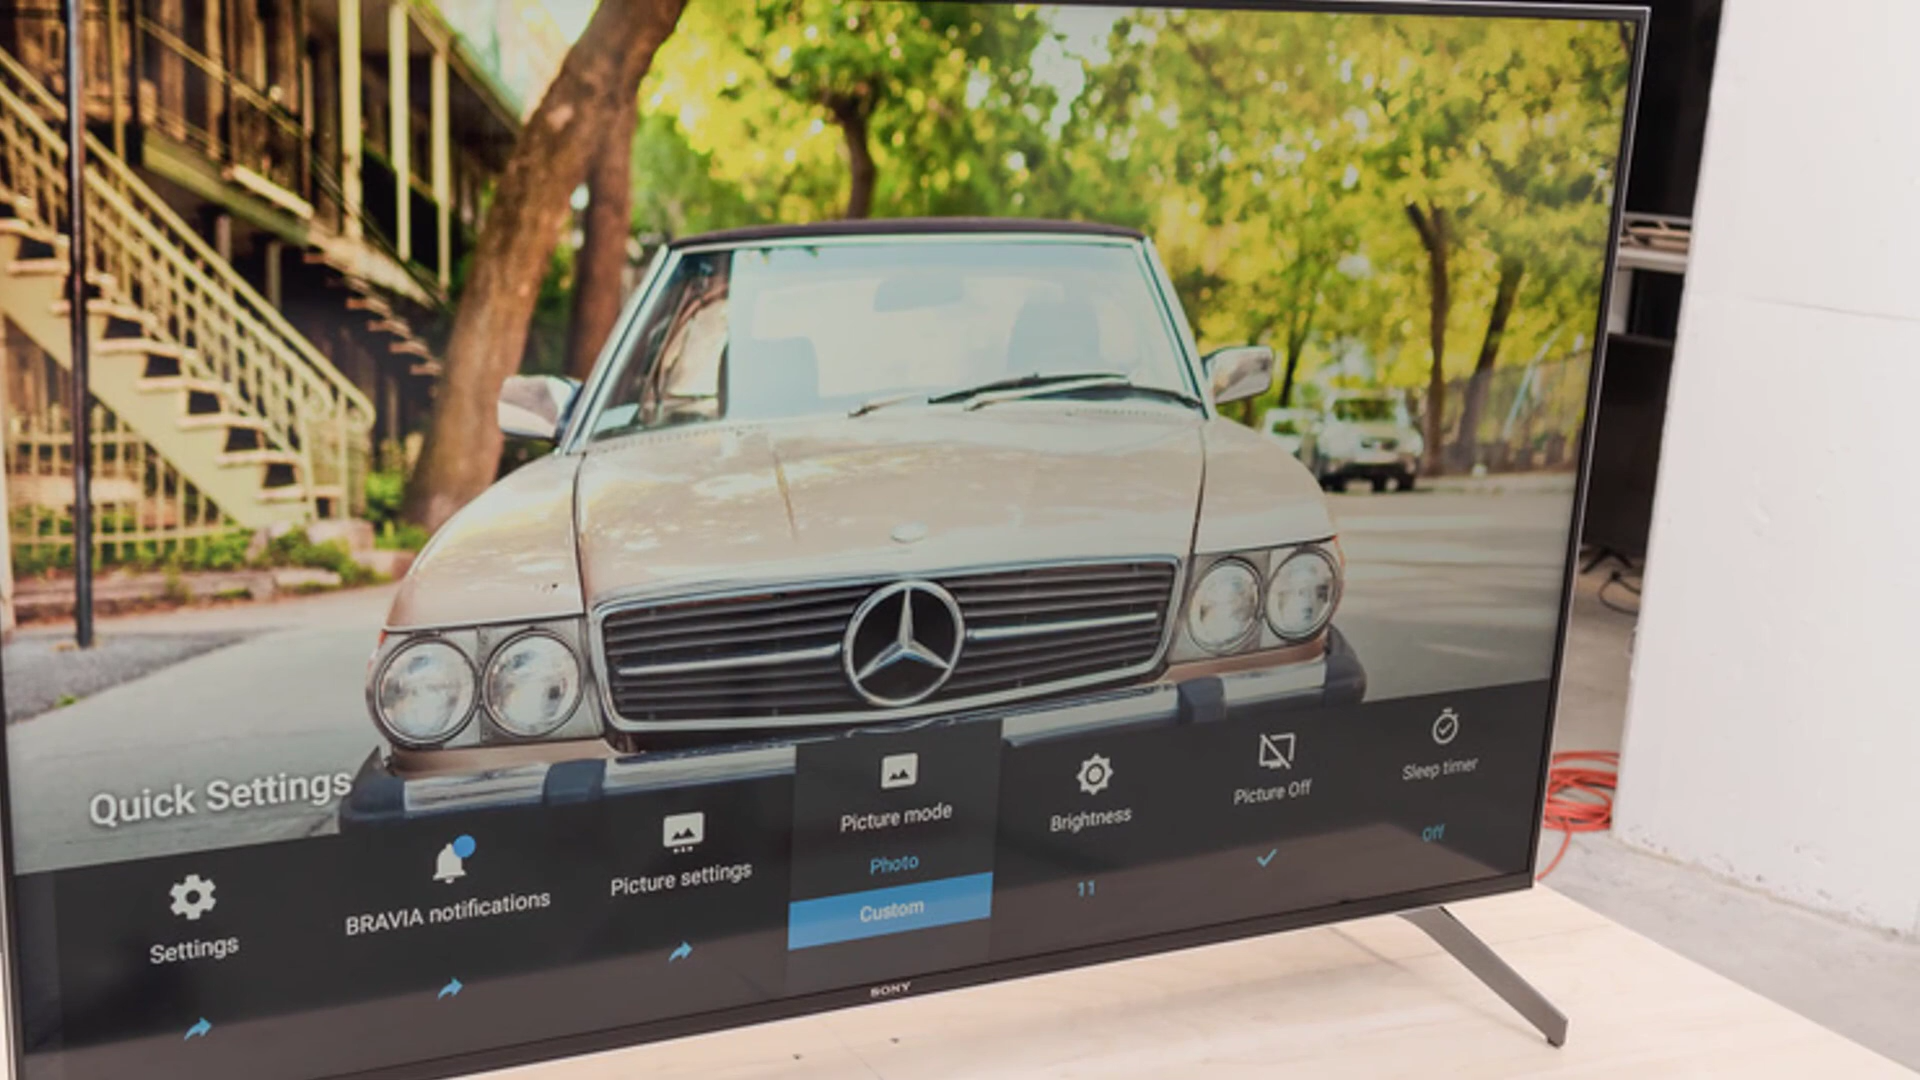 Quick Settings
Settings
BRAVIA notifications
Picture settings
Picture mode
Photo
Custom
Brightness
11
Picture Off
Sleep timer
Off
SONY